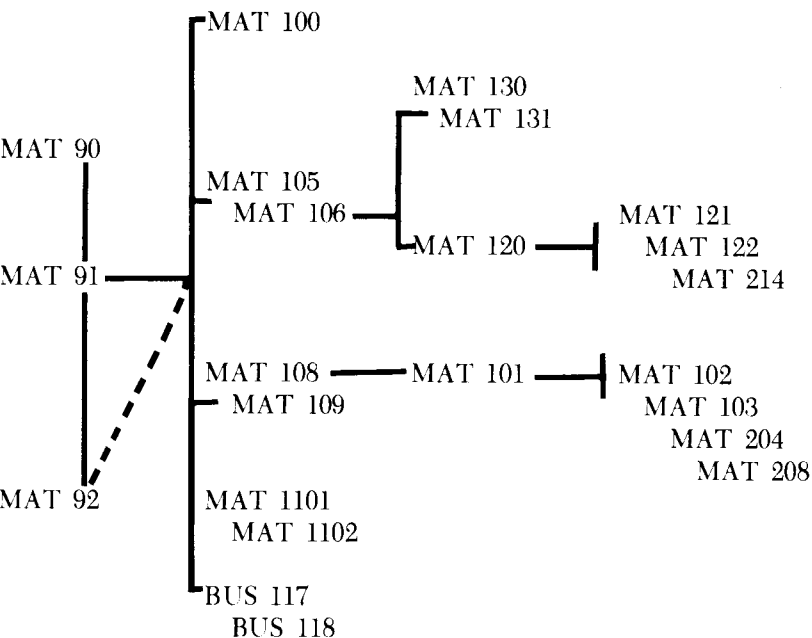 MAT 100
MAT 130
MAT 131
MAT 90
MAT 105
MAT 106
MAT 121
MAT 120
MAT 122
MAT 91
MAT 214
MAT 108
MAT 101
MAT 102
MAT 109
MAT 103
MAT 204
MAT 208
MAT 92
MAT 1101
MAT 1102
BUS 117
BUS 118